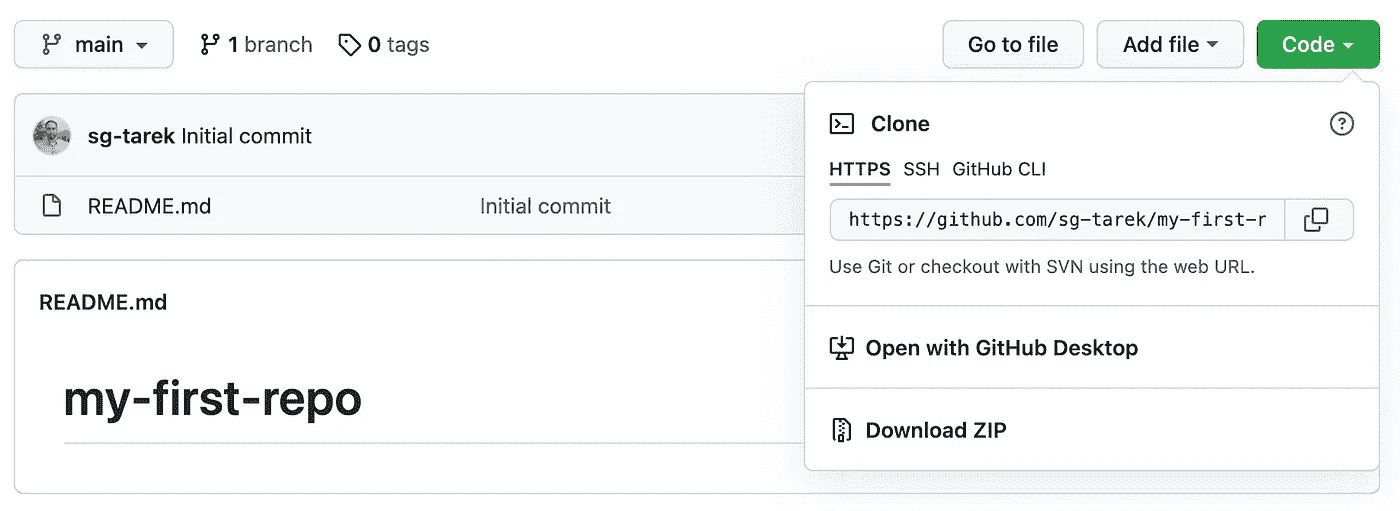 main 1 branch 0 tags Go to file Add file Code
sg-tarek Initial commit
README.md Initial commit
README.md
my-first-repo
Clone
HTTPS SSH GitHub CLI
https://github.com/sg-tarek/my-first-r
Use Git or checkout with SVN using the web URL.
Open with GitHub Desktop
Download ZIP